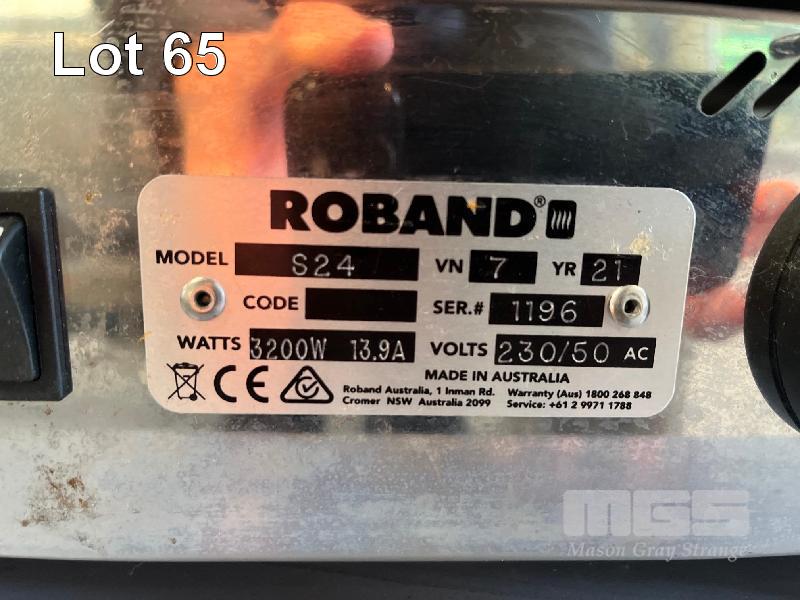 Lot 65
ROBAND®
MODEL S24 VN 7 YR 21
CODE SER.# 1196
WATTS 3200W 13.9A VOLTS 230/50 AC
MADE IN AUSTRALIA
CE
Roband Australia, 1 Inman Rd. Warranty (Aus) 1800 268 848
Cromer NSW Australia 2099 Service: +61 2 9971 1788
MGS
Mason Gray Strange